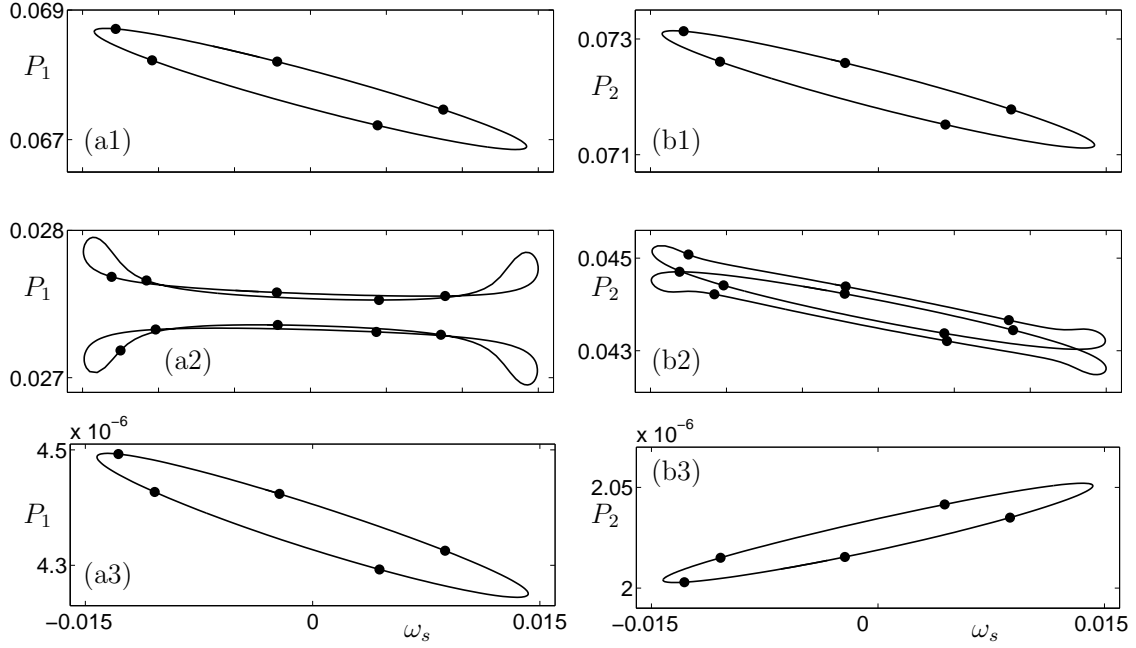 0.069
P₁
0.067
(a1)
0.073
P₂
0.071
(b1)
0.028
P₁
0.027
(a2)
0.045
P₂
0.043
(b2)
x 10⁻⁶
4.5
P₁
4.3
(a3)
−0.015
0
ωₛ
0.015
x 10⁻⁶
(b3)
2.05
P₂
2
−0.015
0
ωₛ
0.015